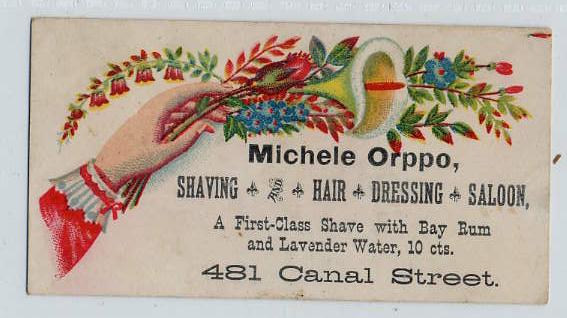 Michele Orppo,
SHAVING AND HAIR DRESSING SALOON,
A First-Class Shave with Bay Rum
and Lavender Water, 10 cts.
481 Canal Street.